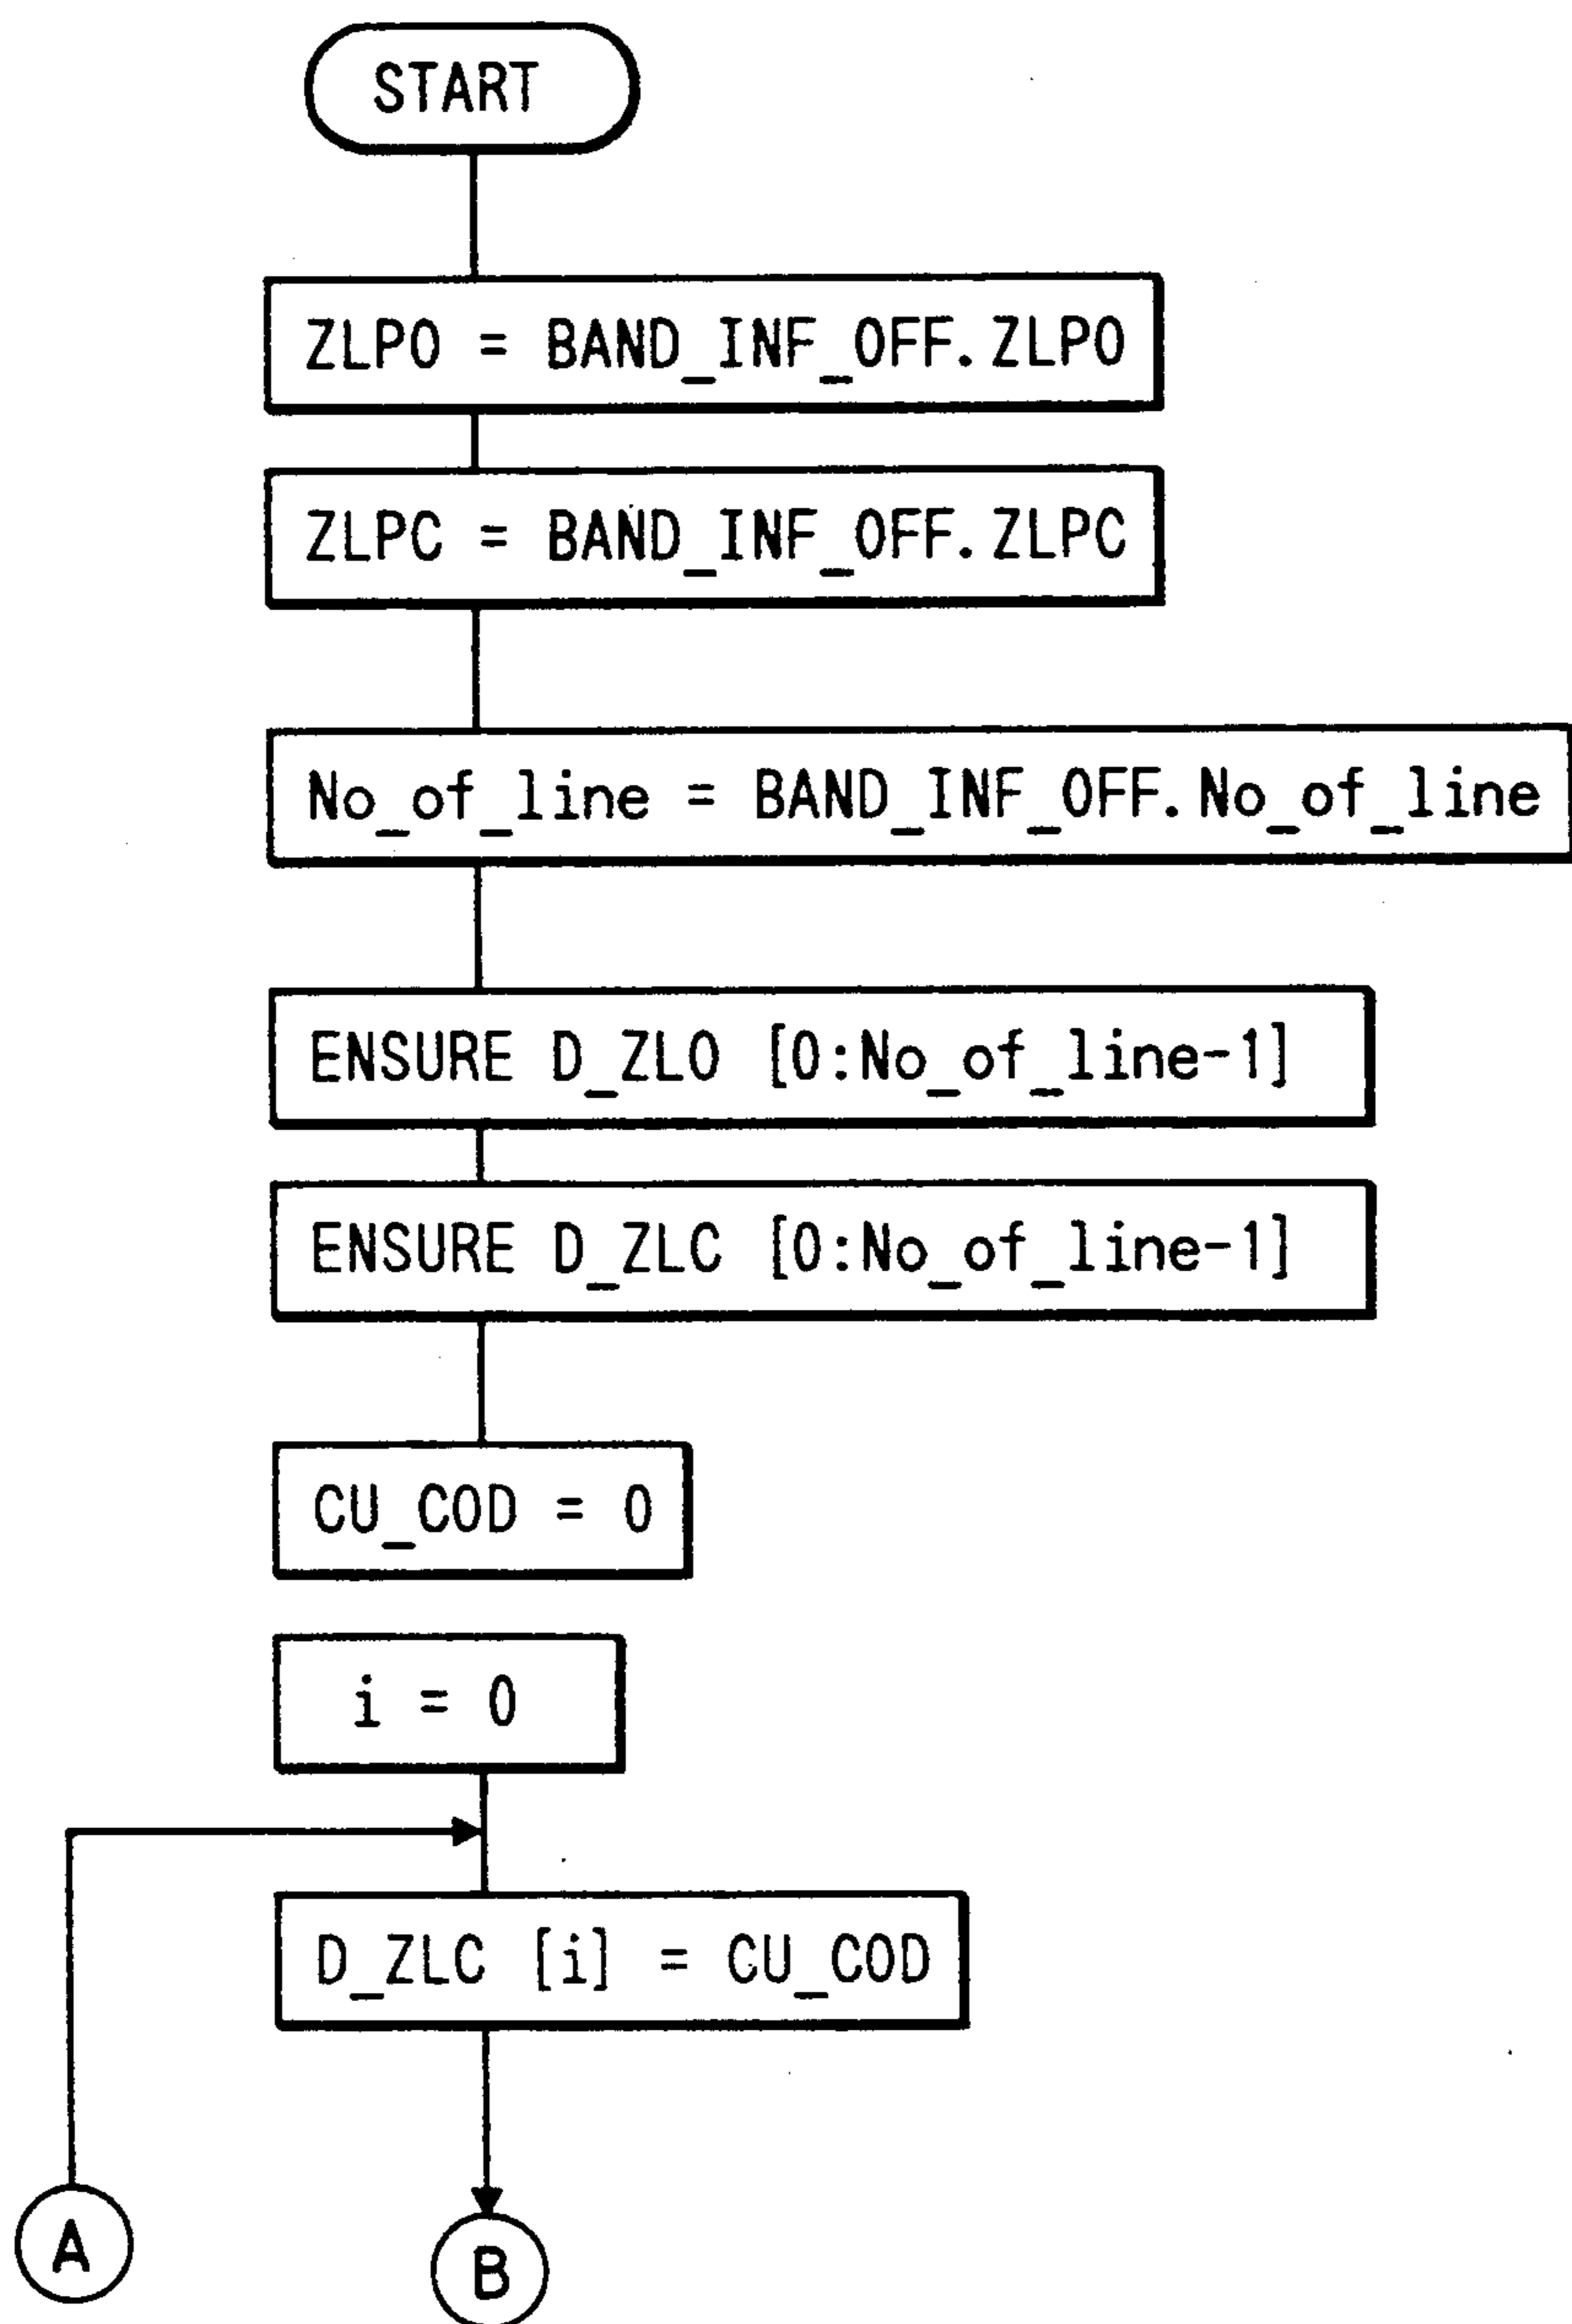 START
ZLPO = BAND_INF_OFF.ZLPO
ZLPC = BAND_INF_OFF.ZLPC
No_of_line = BAND_INF_OFF.No_of_line
ENSURE D_ZLO [0:No_of_line-1]
ENSURE D_ZLC [0:No_of_line-1]
CU_COD = 0
i = 0
D_ZLC [i] = CU_COD
A
B